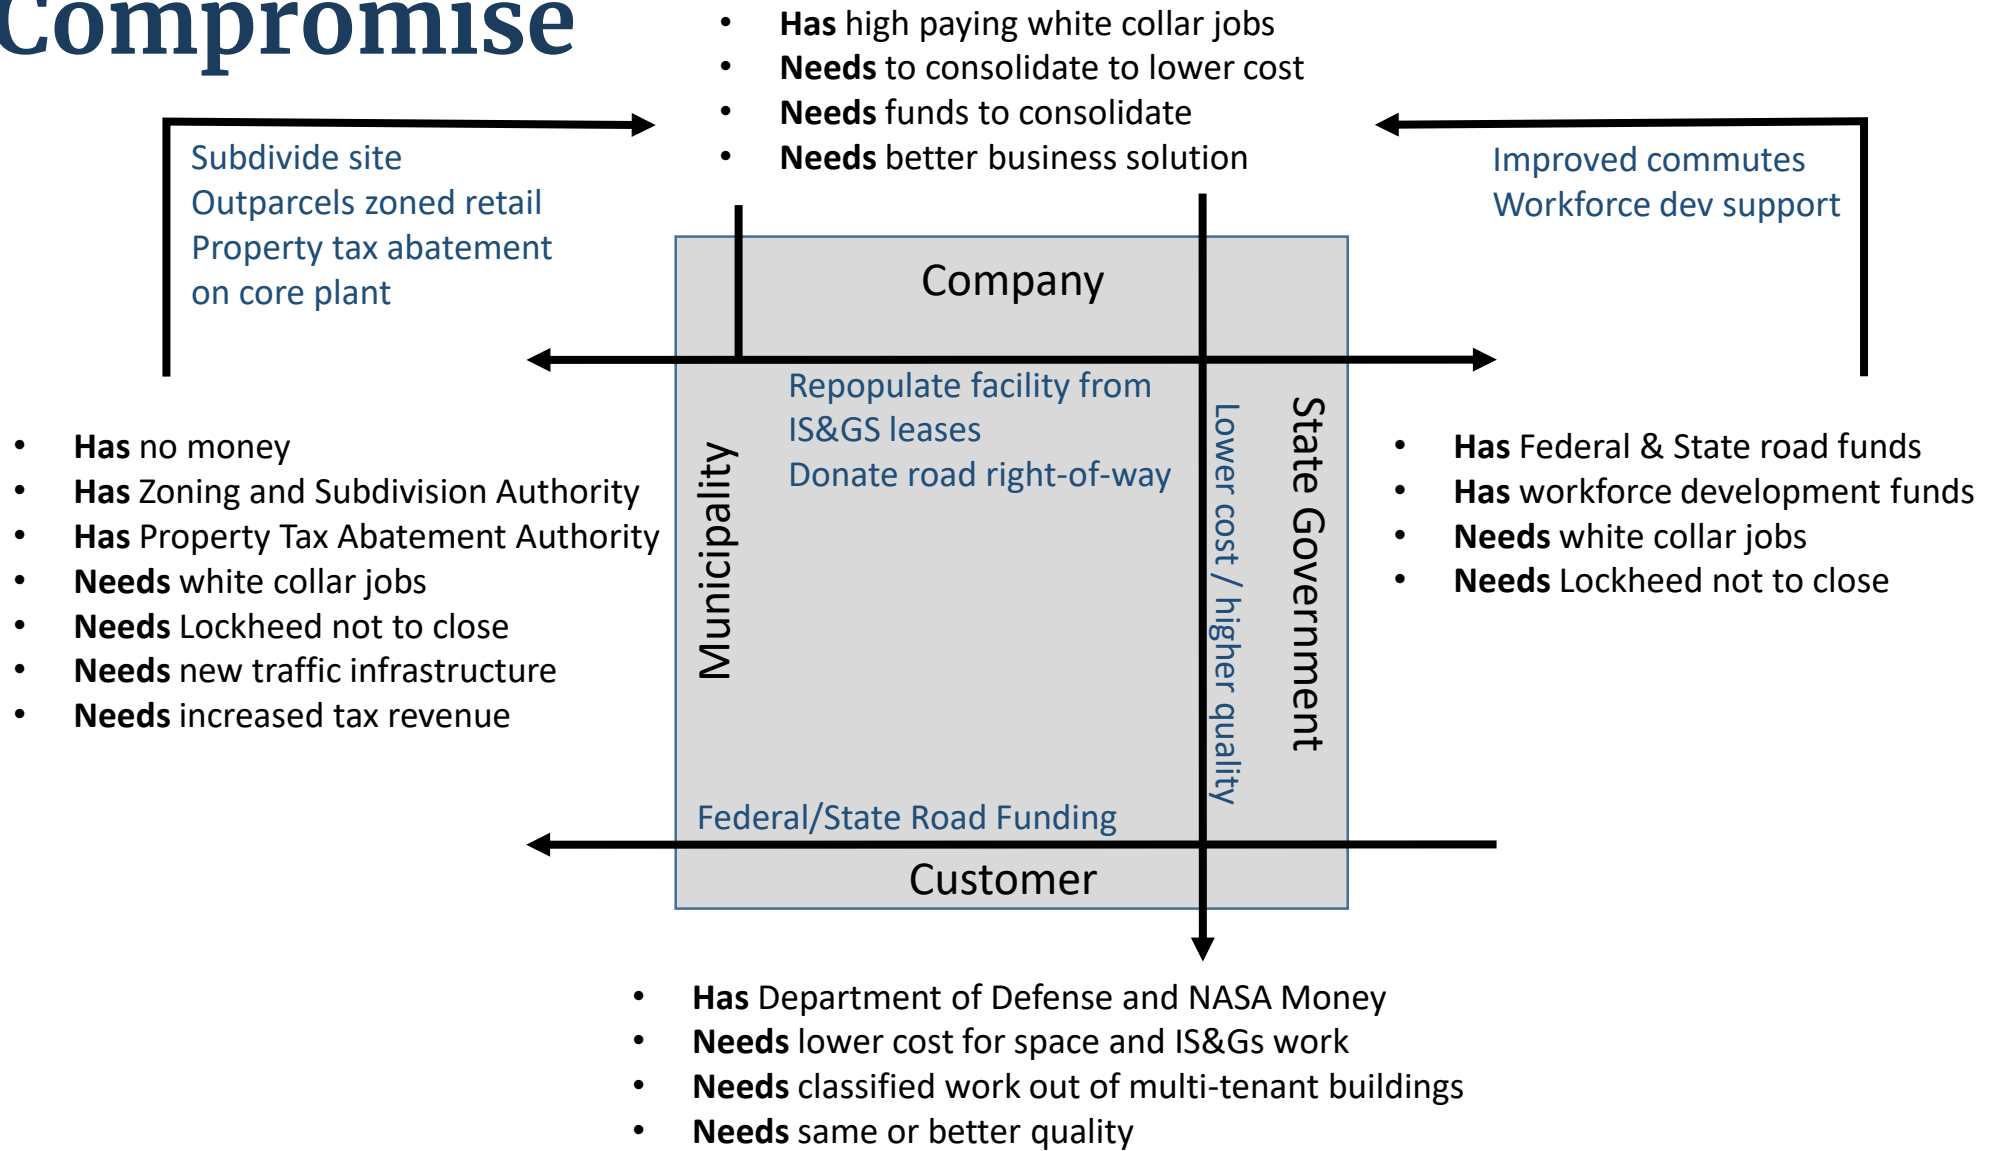 Compromise
• Has high paying white collar jobs
• Needs to consolidate to lower cost
• Needs funds to consolidate
• Needs better business solution
Subdivide site
Outparcels zoned retail
Property tax abatement
on core plant
Improved commutes
Workforce dev support
Company
Repopulate facility from
IS&GS leases
Donate road right-of-way
Municipality
Lower cost / higher quality
State Government
• Has no money
• Has Zoning and Subdivision Authority
• Has Property Tax Abatement Authority
• Needs white collar jobs
• Needs Lockheed not to close
• Needs new traffic infrastructure
• Needs increased tax revenue
• Has Federal & State road funds
• Has workforce development funds
• Needs white collar jobs
• Needs Lockheed not to close
Federal/State Road Funding
Customer
• Has Department of Defense and NASA Money
• Needs lower cost for space and IS&Gs work
• Needs classified work out of multi-tenant buildings
• Needs same or better quality